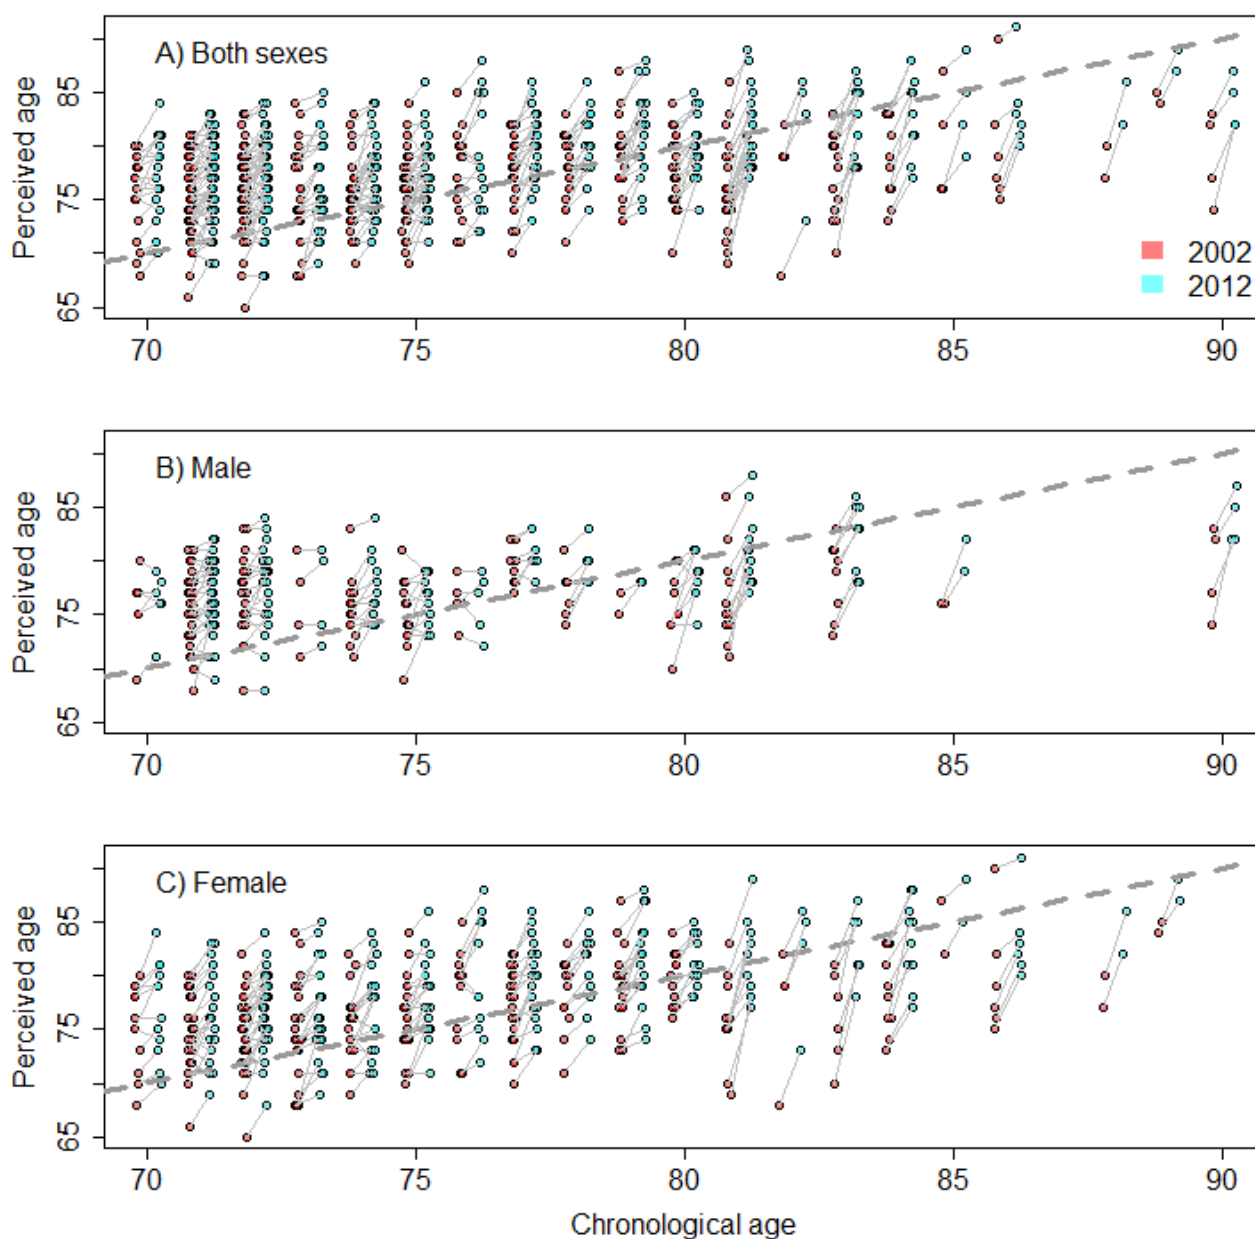 A) Both sexes
Perceived age
85
75
65
2002
2012
70 75 80 85 90
B) Male
Perceived age
85
75
65
70 75 80 85 90
C) Female
Perceived age
85
75
65
70 75 80 85 90
Chronological age